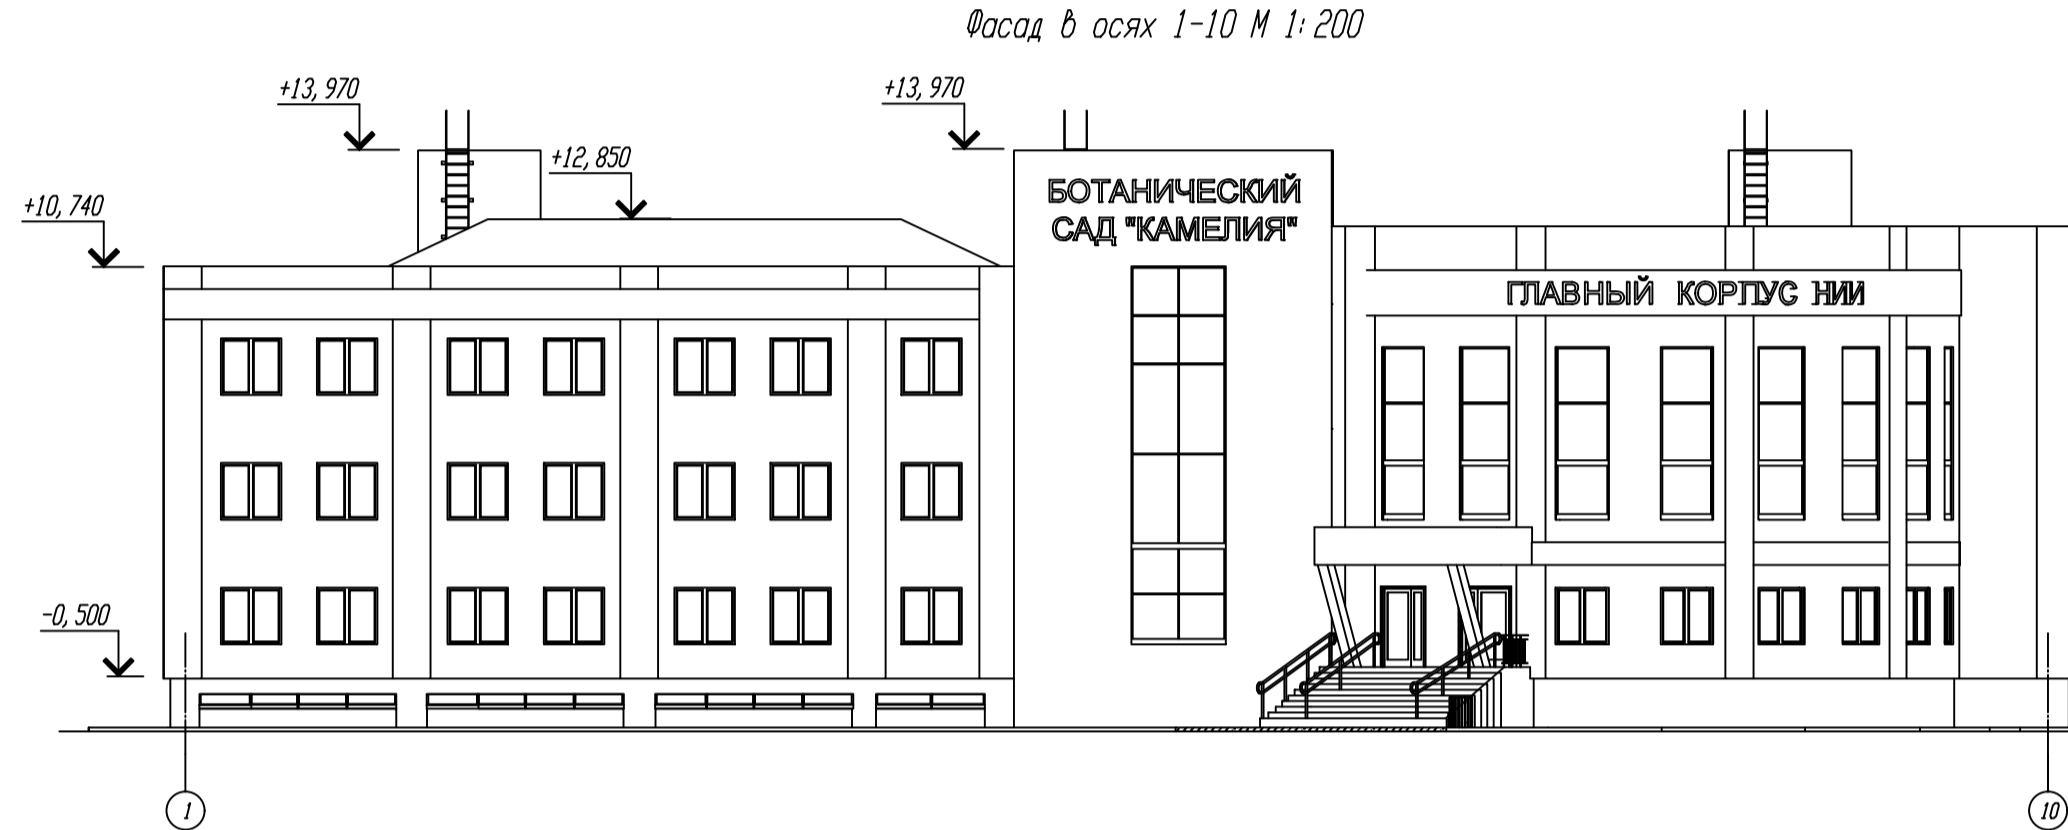 Фасад в осях 1-10 М 1:200
+13,970
+13,970
+12,850
+10,740
БОТАНИЧЕСКИЙ
САД "КАМЕЛИЯ"
ГЛАВНЫЙ КОРПУС НИИ
-0,500
1
10